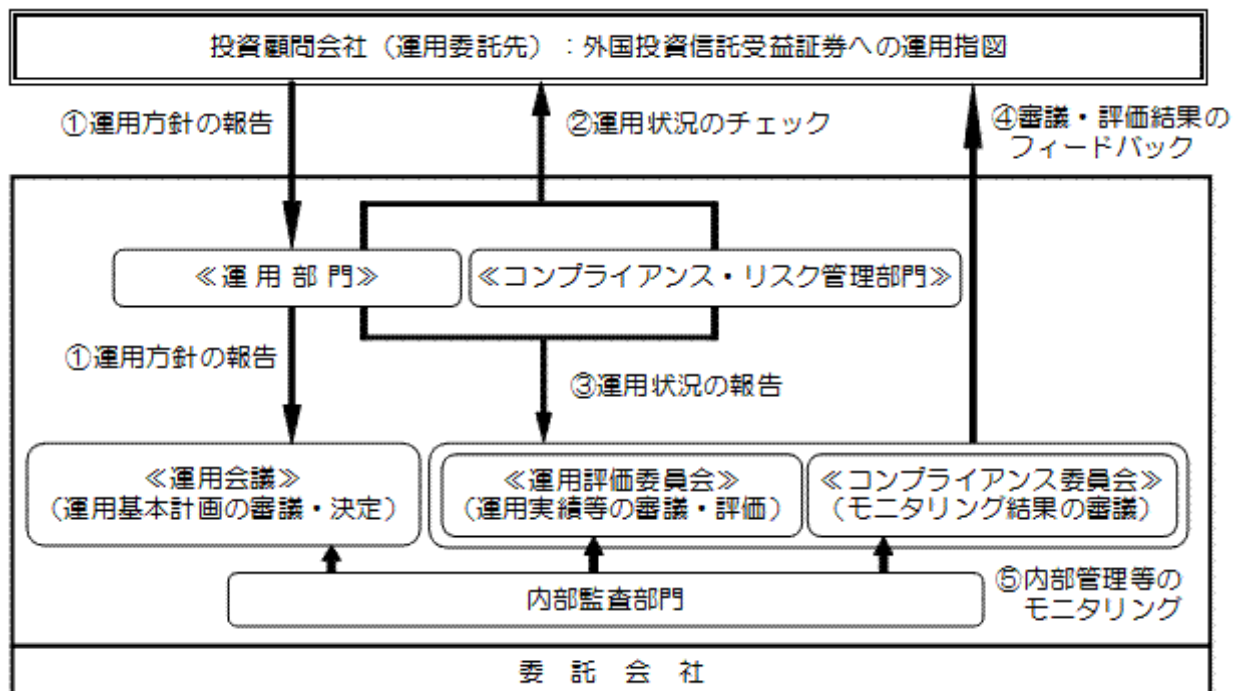 投資顧問会社（運用委託先）：外国投資信託受益証券への運用指図
①運用方針の報告
②運用状況のチェック
④審議・評価結果の
フィードバック
≪運用部門≫
≪コンプライアンス・リスク管理部門≫
①運用方針の報告
③運用状況の報告
≪運用会議≫
（運用基本計画の審議・決定）
≪運用評価委員会≫
（運用実績等の審議・評価）
≪コンプライアンス委員会≫
（モニタリング結果の審議）
内部監査部門
⑤内部管理等の
モニタリング
委託会社